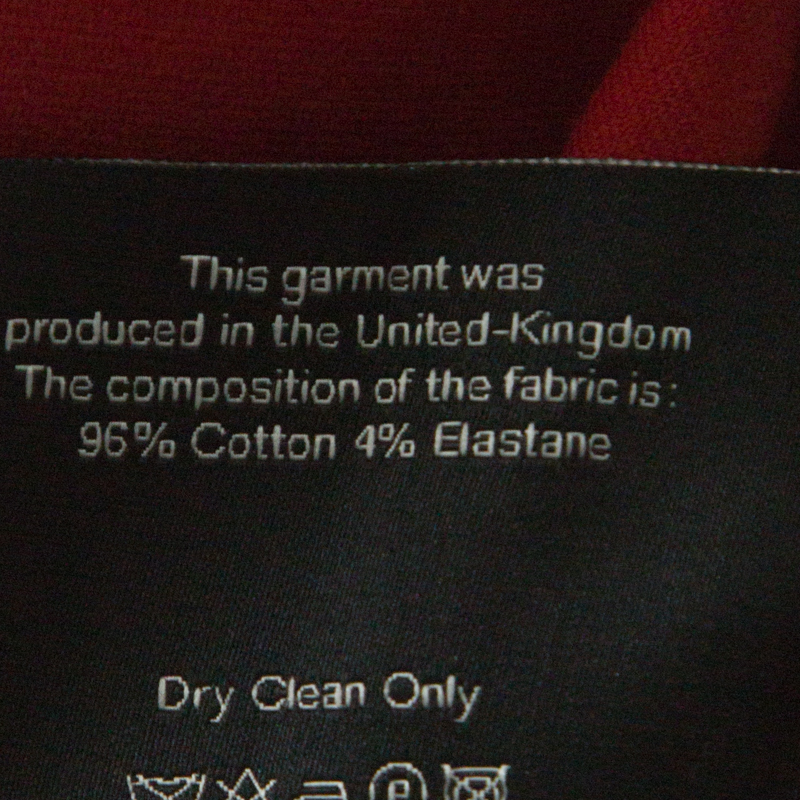 This garment was
produced in the United-Kingdom
The composition of the fabric is:
96% Cotton 4% Elastane
Dry Clean Only